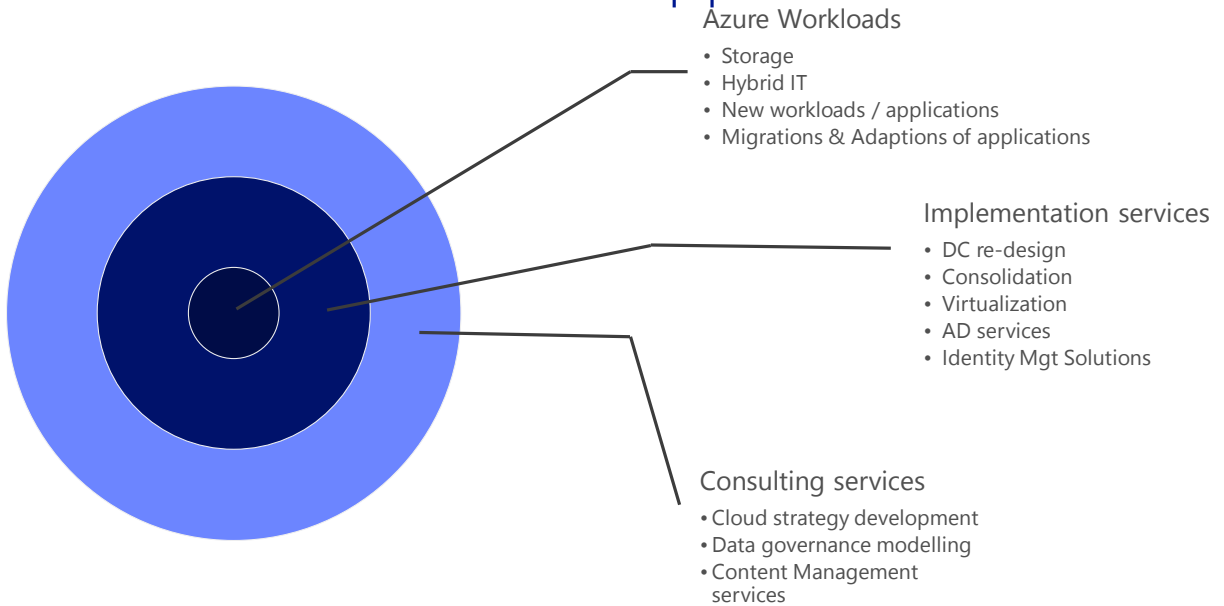 Azure Workloads
• Storage
• Hybrid IT
• New workloads / applications
• Migrations & Adaptions of applications
Implementation services
• DC re-design
• Consolidation
• Virtualization
• AD services
• Identity Mgt Solutions
Consulting services
• Cloud strategy development
• Data governance modelling
• Content Management
services